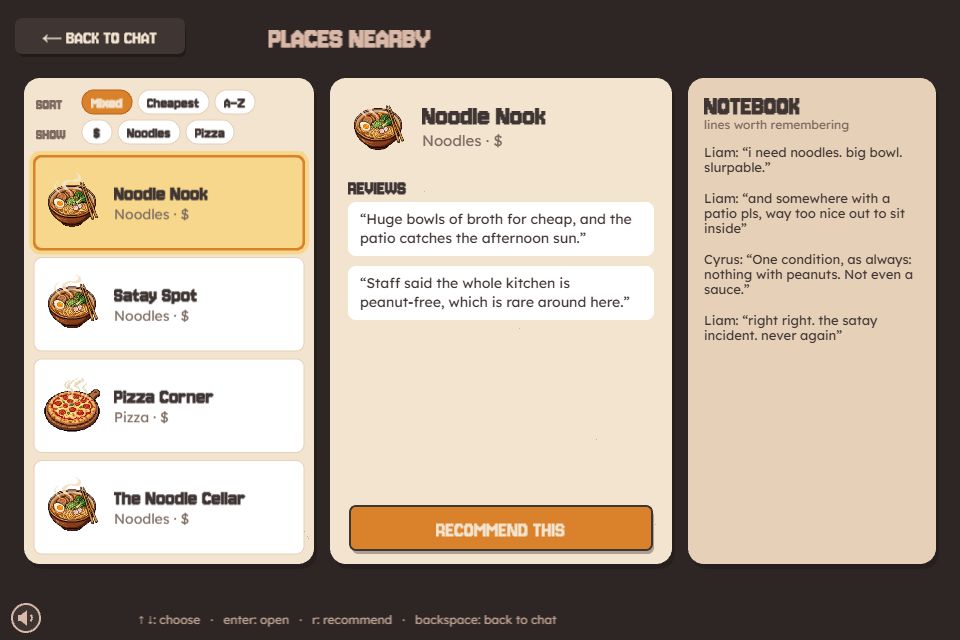 ← BACK TO CHAT
PLACES NEARBY
SORT
Mixed
Cheapest
A-Z
SHOW
$
Noodles
Pizza
Noodle Nook
Noodles · $
Satay Spot
Noodles · $
Pizza Corner
Pizza · $
The Noodle Cellar
Noodles · $
Noodle Nook
Noodles · $
REVIEWS
“Huge bowls of broth for cheap, and the
patio catches the afternoon sun.”
“Staff said the whole kitchen is
peanut-free, which is rare around here.”
RECOMMEND THIS
NOTEBOOK
lines worth remembering
Liam: “i need noodles. big bowl.
slurpable.”
Liam: “and somewhere with a
patio pls, way too nice out to sit
inside”
Cyrus: “One condition, as always:
nothing with peanuts. Not even a
sauce.”
Liam: “right right. the satay
incident. never again”
↑ ↓: choose · enter: open · r: recommend · backspace: back to chat